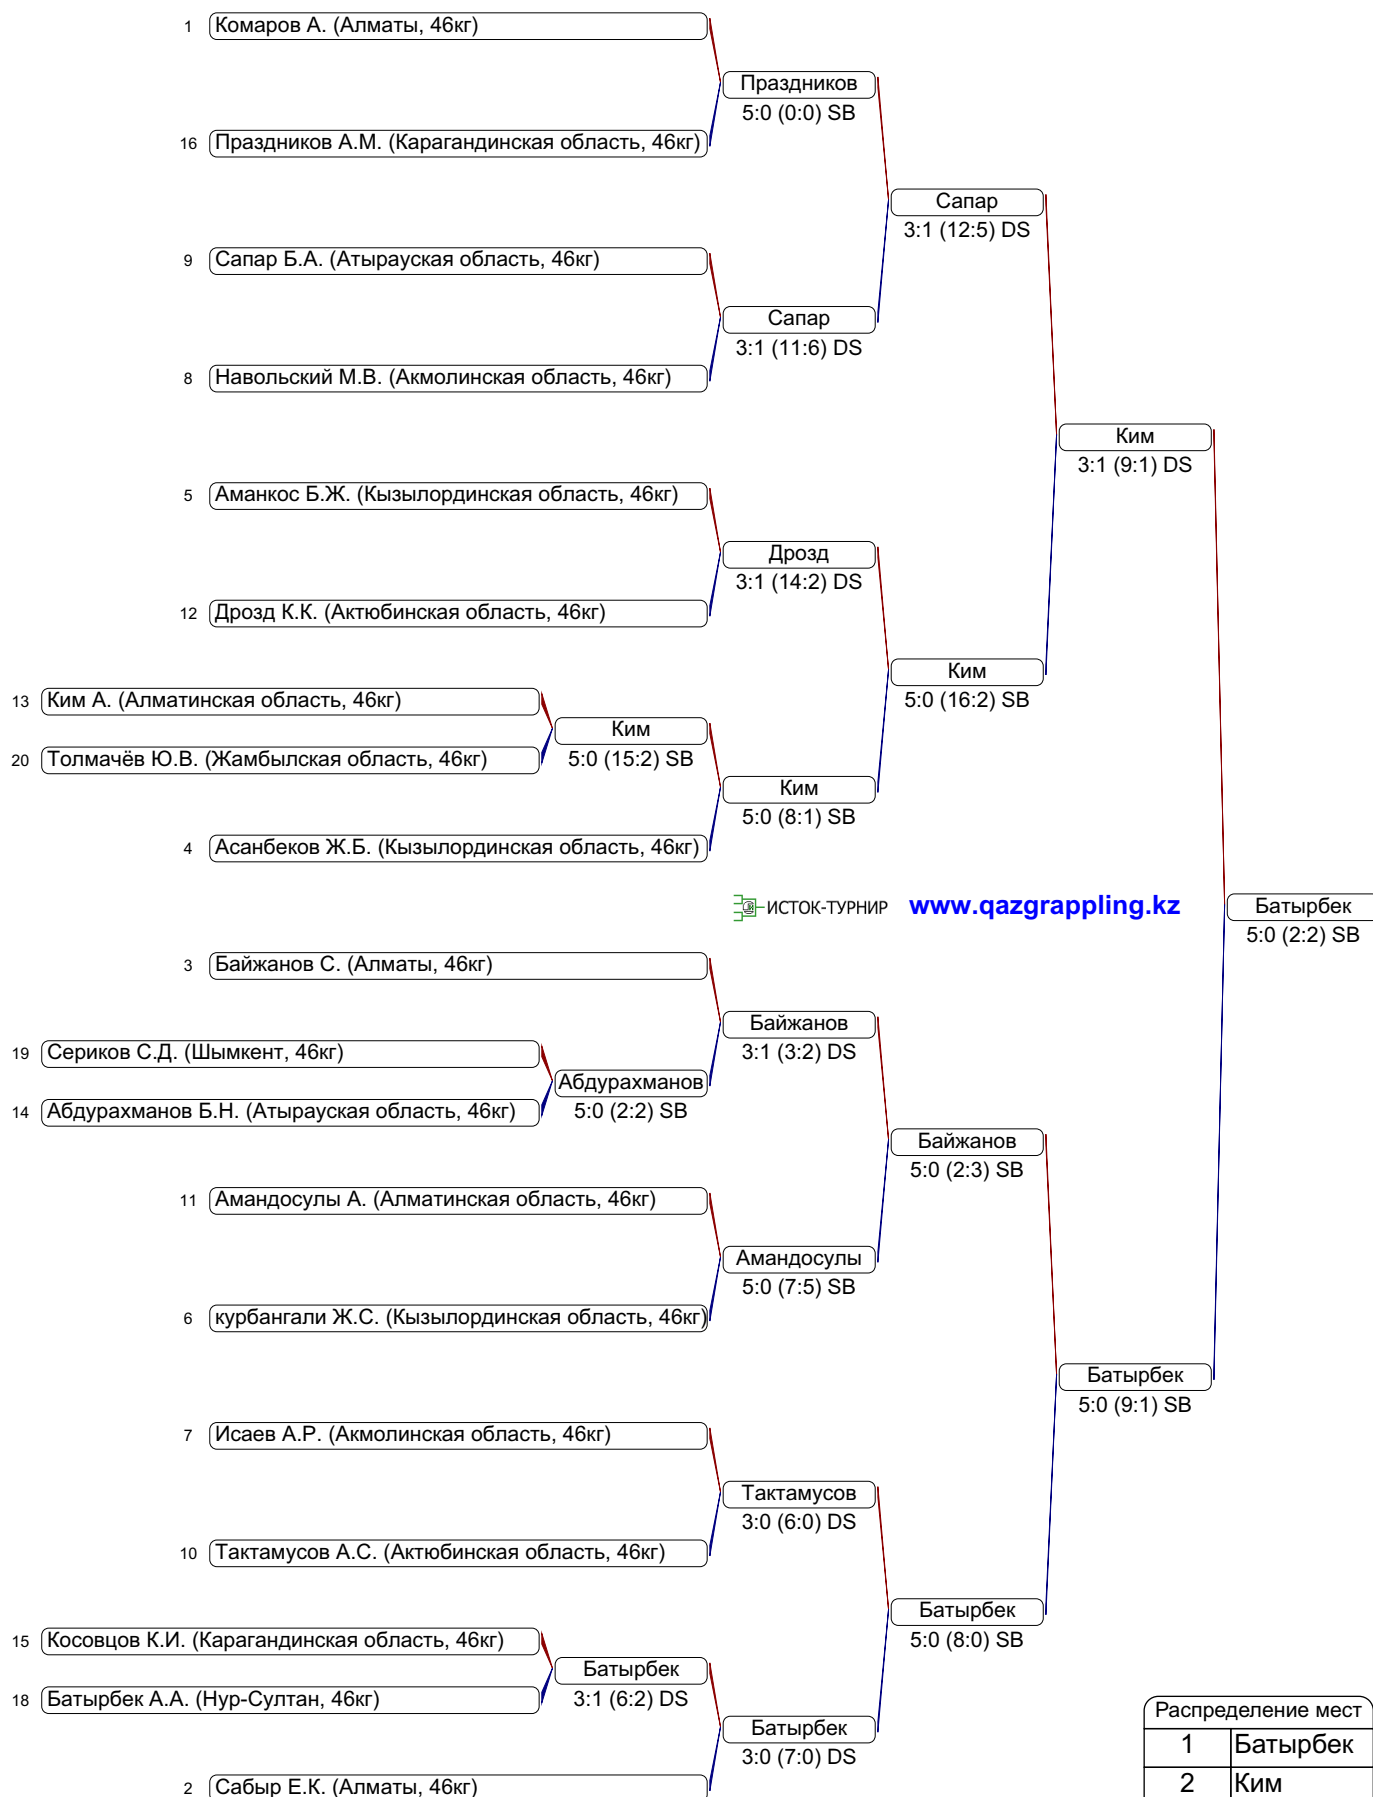 1 Комаров А. (Алматы, 46кг)
Праздников
5:0 (0:0) SB
16 Праздников А.М. (Карагандинская область, 46кг)
Сапар
3:1 (12:5) DS
9 Сапар Б.А. (Атырауская область, 46кг)
Сапар
3:1 (11:6) DS
8 Навольский М.В. (Акмолинская область, 46кг)
Ким
3:1 (9:1) DS
5 Аманкос Б.Ж. (Кызылординская область, 46кг)
Дрозд
3:1 (14:2) DS
12 Дрозд К.К. (Актюбинская область, 46кг)
Ким
5:0 (16:2) SB
13 Ким А. (Алматинская область, 46кг)
Ким
5:0 (15:2) SB
20 Толмачёв Ю.В. (Жамбылская область, 46кг)
Ким
5:0 (8:1) SB
4 Асанбеков Ж.Б. (Кызылординская область, 46кг)
ИСТОК-ТУРНИР www.qazgrappling.kz
Батырбек
5:0 (2:2) SB
3 Байжанов С. (Алматы, 46кг)
Байжанов
3:1 (3:2) DS
19 Сериков С.Д. (Шымкент, 46кг)
Абдурахманов
5:0 (2:2) SB
14 Абдурахманов Б.Н. (Атырауская область, 46кг)
Байжанов
5:0 (2:3) SB
11 Амандосулы А. (Алматинская область, 46кг)
Амандосулы
5:0 (7:5) SB
6 курбангали Ж.С. (Кызылординская область, 46кг)
Батырбек
5:0 (9:1) SB
7 Исаев А.Р. (Акмолинская область, 46кг)
Тактамусов
3:0 (6:0) DS
10 Тактамусов А.С. (Актюбинская область, 46кг)
Батырбек
5:0 (8:0) SB
15 Косовцов К.И. (Карагандинская область, 46кг)
Батырбек
3:1 (6:2) DS
18 Батырбек А.А. (Нур-Султан, 46кг)
Батырбек
3:0 (7:0) DS
2 Сабыр Е.К. (Алматы, 46кг)
Распределение мест
1 Батырбек
2 Ким